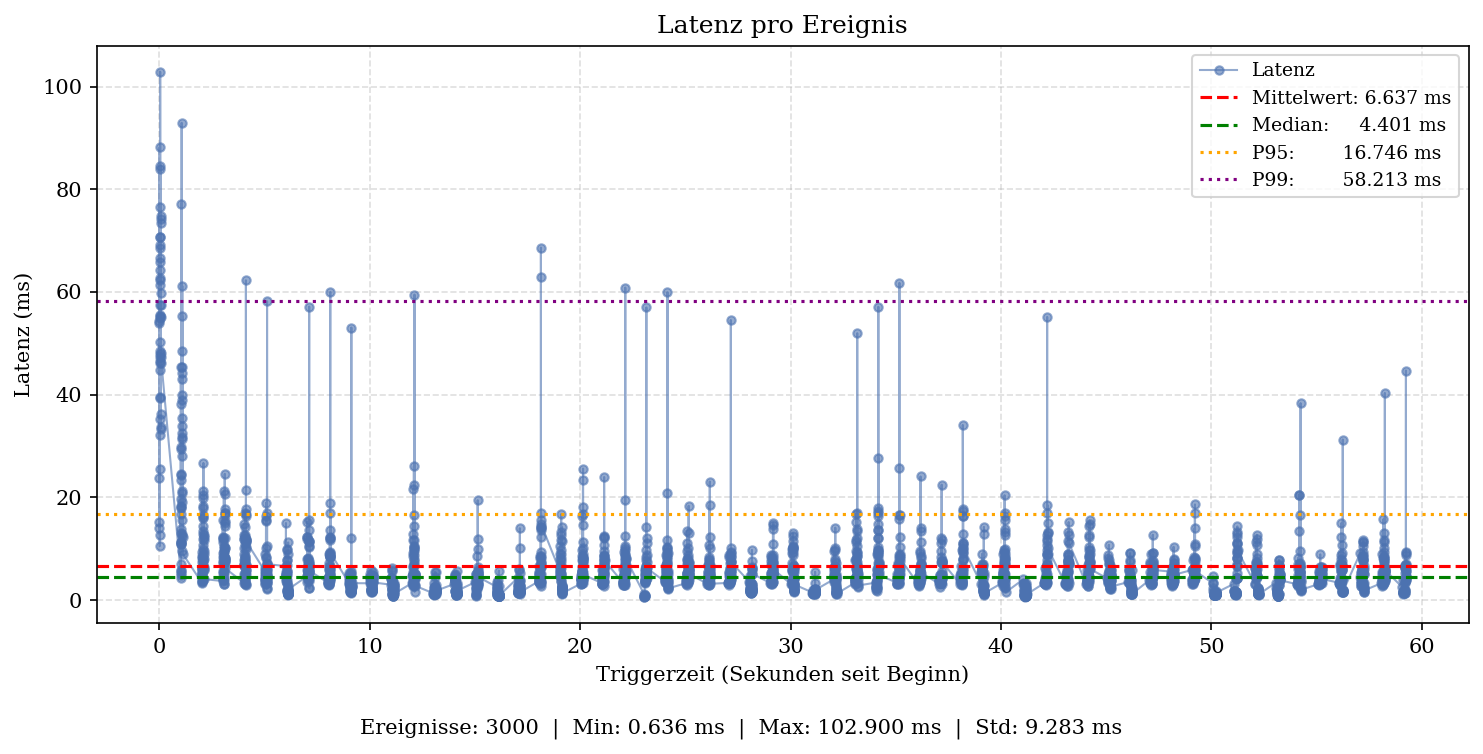 Latenz pro Ereignis
Latenz (ms)
100
80
60
40
20
0
Latenz
Mittelwert: 6.637 ms
Median: 4.401 ms
P95: 16.746 ms
P99: 58.213 ms
0 10 20 30 40 50 60
Triggerzeit (Sekunden seit Beginn)
Ereignisse: 3000 | Min: 0.636 ms | Max: 102.900 ms | Std: 9.283 ms